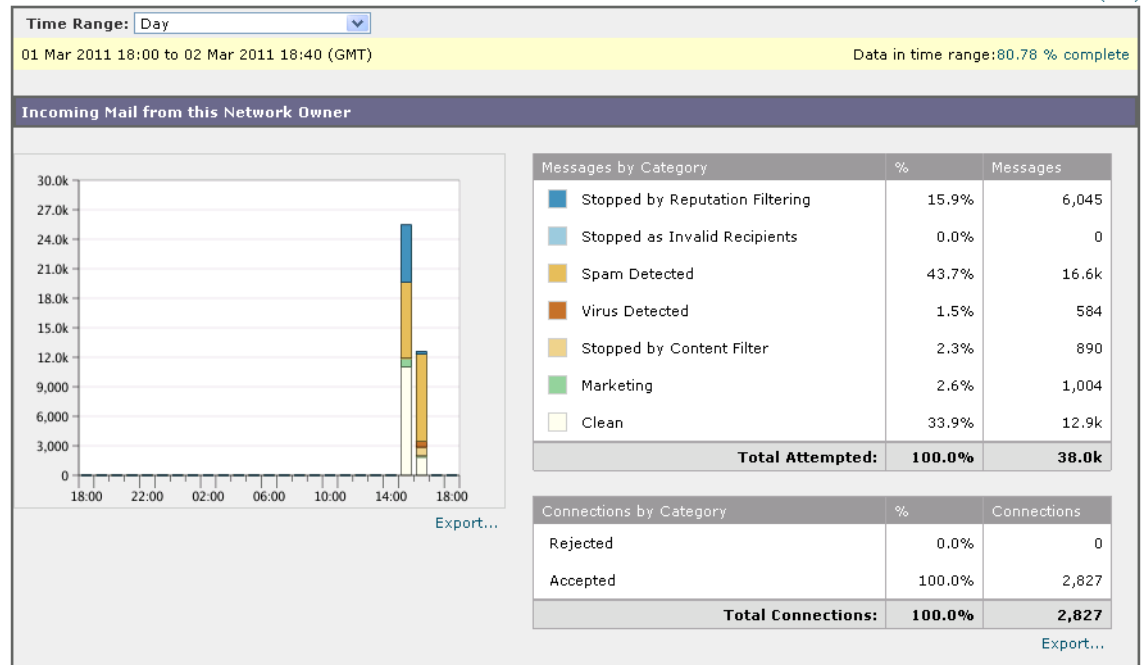 Time Range: Day
01 Mar 2011 18:00 to 02 Mar 2011 18:40 (GMT)
Data in time range:80.78 % complete
Incoming Mail from this Network Owner
30.0k
27.0k
24.0k
21.0k
18.0k
15.0k
12.0k
9,000
6,000
3,000
0
18:00 22:00 02:00 06:00 10:00 14:00 18:00
Export...
Messages by Category % Messages
Stopped by Reputation Filtering 15.9% 6,045
Stopped as Invalid Recipients 0.0% 0
Spam Detected 43.7% 16.6k
Virus Detected 1.5% 584
Stopped by Content Filter 2.3% 890
Marketing 2.6% 1,004
Clean 33.9% 12.9k
Total Attempted: 100.0% 38.0k
Connections by Category % Connections
Rejected 0.0% 0
Accepted 100.0% 2,827
Total Connections: 100.0% 2,827
Export...